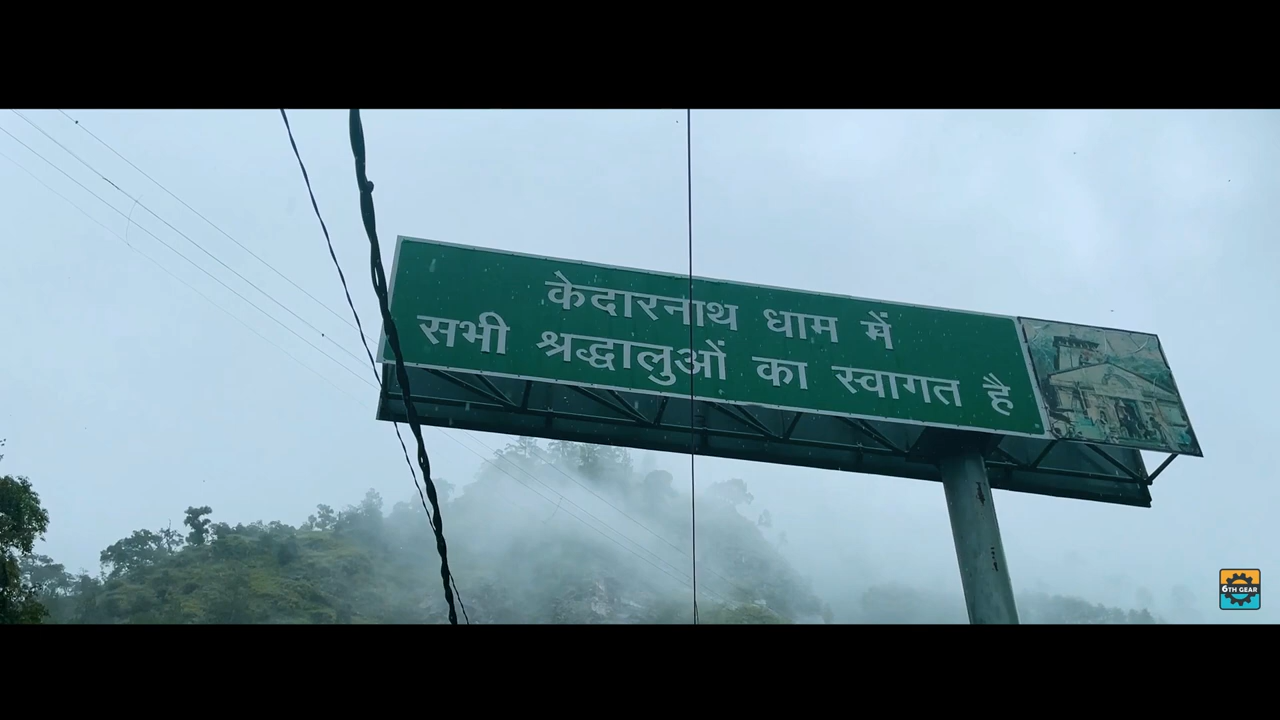 केदारनाथ धाम में
सभी श्रद्धालुओं का स्वागत है
6TH GEAR